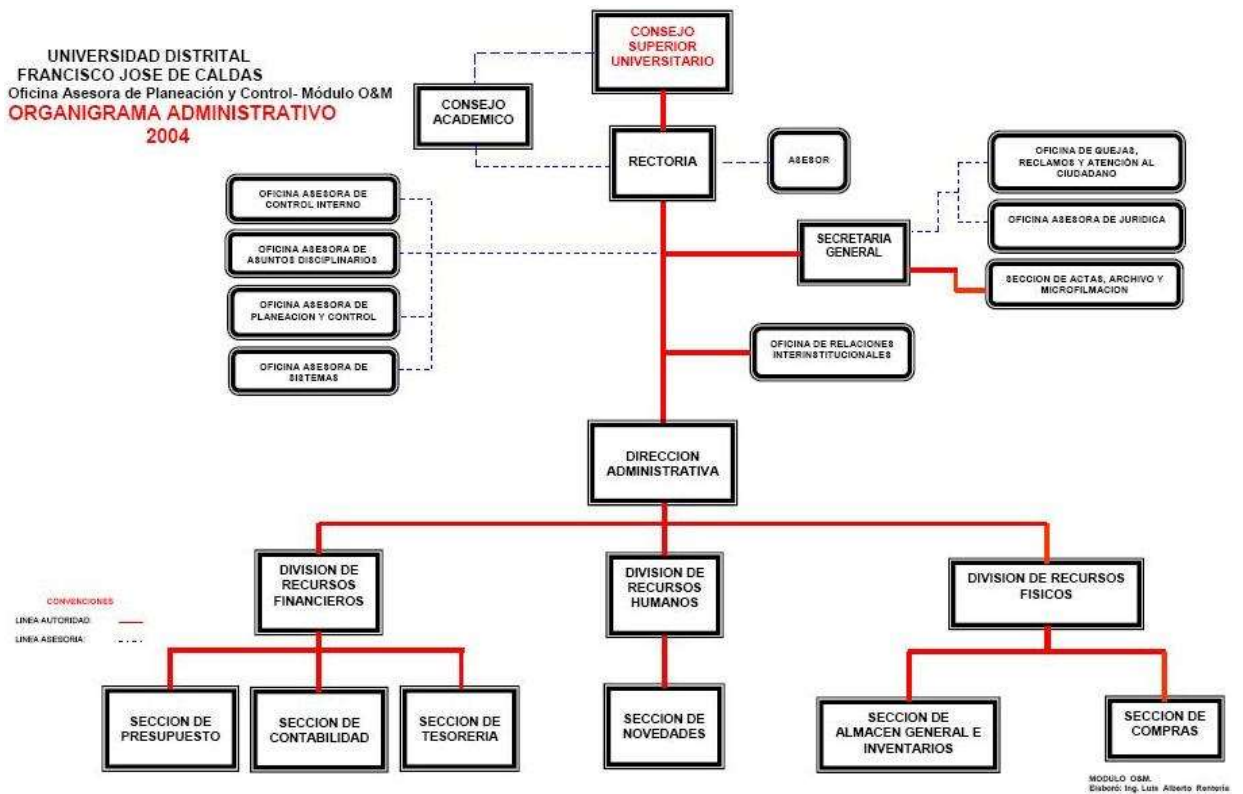 UNIVERSIDAD DISTRITAL
FRANCISCO JOSE DE CALDAS
Oficina Asesora de Planeación y Control- Módulo O&M
ORGANIGRAMA ADMINISTRATIVO
2004
CONSEJO
SUPERIOR
UNIVERSITARIO
CONSEJO
ACADEMICO
RECTORIA
ASESOR
OFICINA DE QUEJAS,
RECLAMOS Y ATENCIÓN AL
CIUDADANO
OFICINA ASESORA DE JURIDICA
SECRETARIA
GENERAL
SECCION DE ACTAS, ARCHIVO Y
MICROFILMACION
OFICINA ASESORA DE
CONTROL INTERNO
OFICINA ASESORA DE
ASUNTOS DISCIPLINARIOS
OFICINA ASESORA DE
PLANEACION Y CONTROL
OFICINA ASESORA DE
SISTEMAS
OFICINA DE RELACIONES
INTERINSTITUCIONALES
DIRECCION
ADMINISTRATIVA
DIVISION DE
RECURSOS
FINANCIEROS
DIVISION DE
RECURSOS
HUMANOS
DIVISION DE RECURSOS
FISICOS
CONVENCIONES
LINEA AUTORIDAD:
LINEA ASESORIA:
SECCION DE
PRESUPUESTO
SECCION DE
CONTABILIDAD
SECCION DE
TESORERIA
SECCION DE
NOVEDADES
SECCION DE
ALMACEN GENERAL E
INVENTARIOS
SECCION DE
COMPRAS
MODULO O&M.
Elaboró: Ing. Luis Alberto Rentería